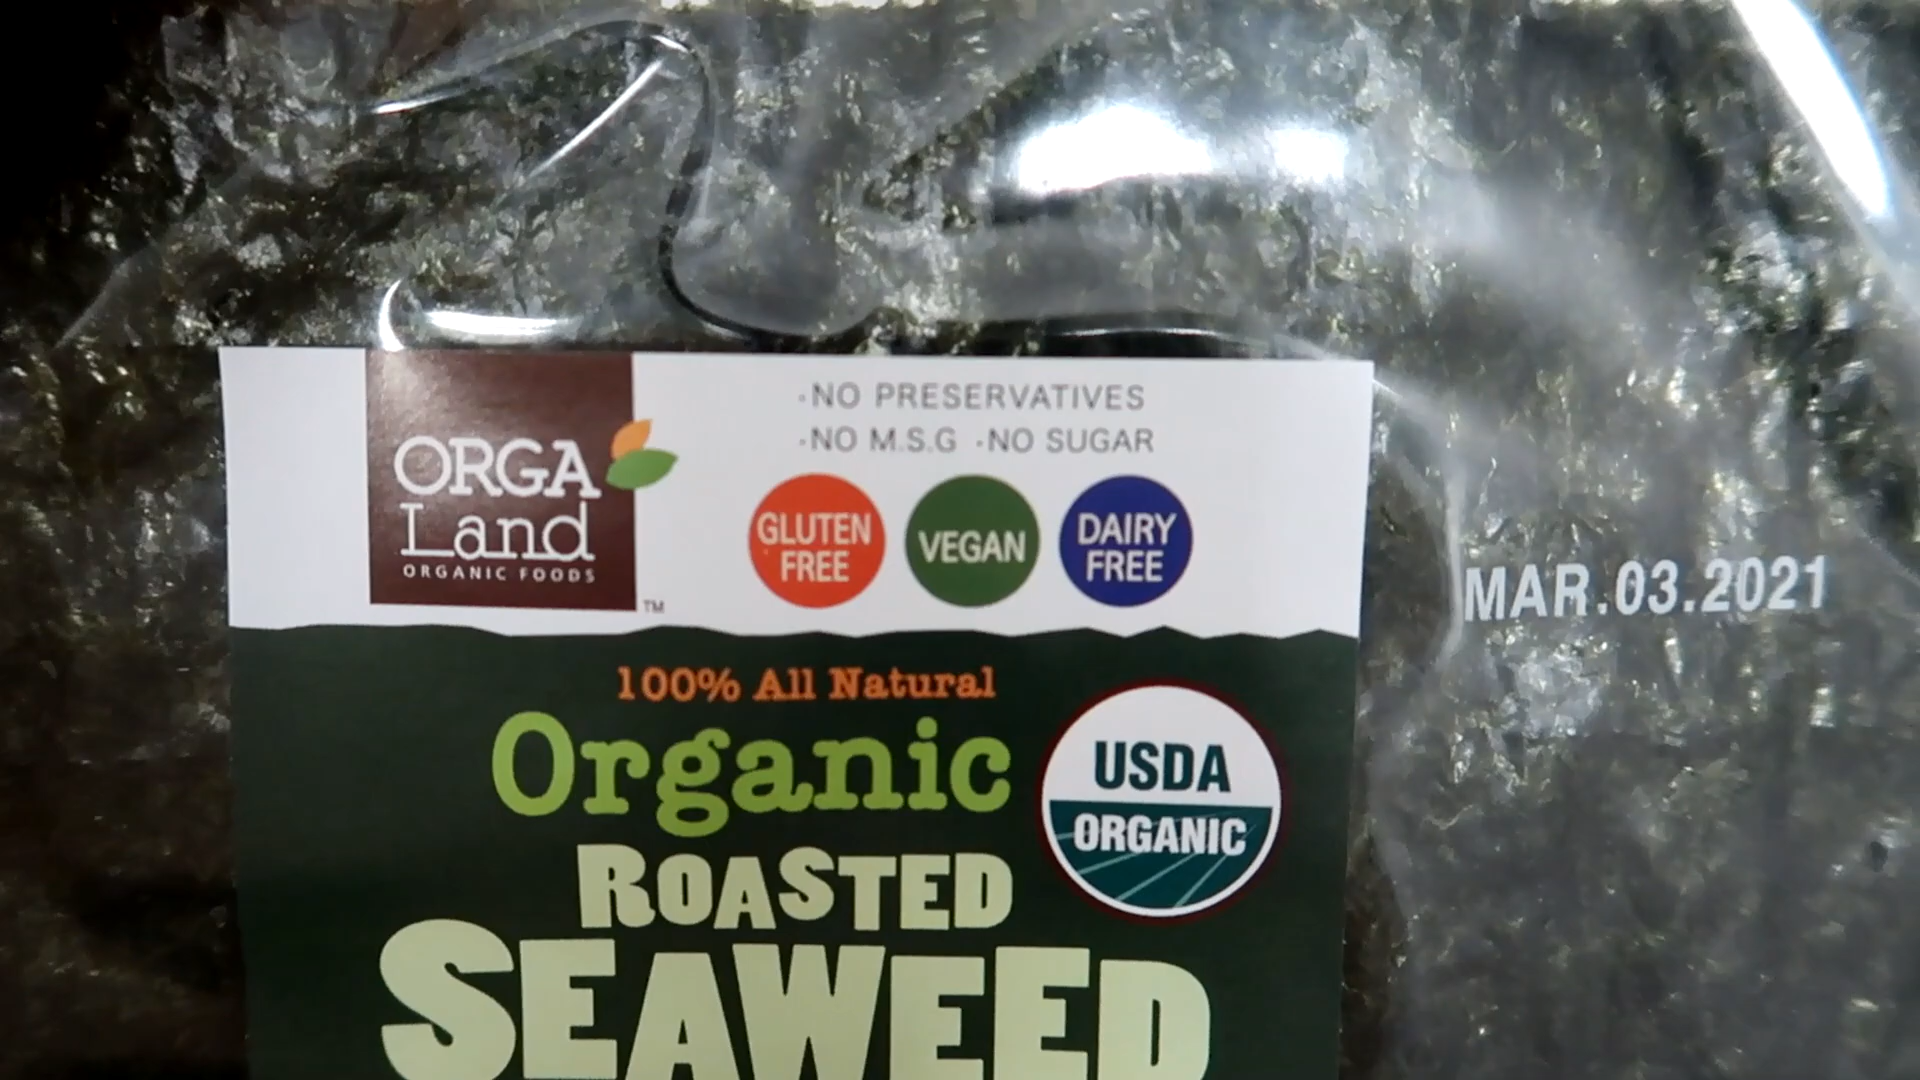 ·NO PRESERVATIVES
·NO M.S.G ·NO SUGAR
ORGA
Land
ORGANIC FOODS
TM
GLUTEN
FREE
VEGAN
DAIRY
FREE
MAR.03.2021
100% All Natural
Organic
USDA
ORGANIC
ROASTED
SEAWEED